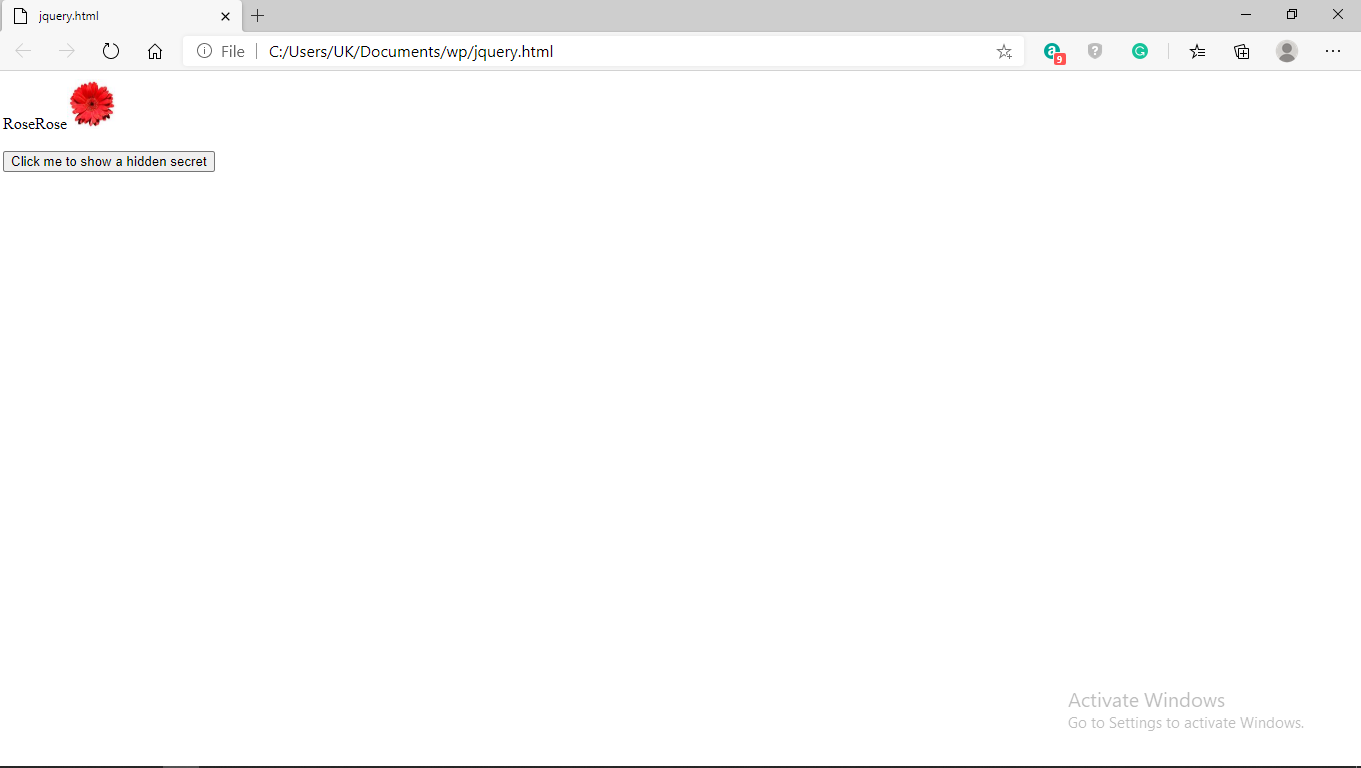 jquery.html
File C:/Users/UK/Documents/wp/jquery.html
a
9
?
G
RoseRose
Click me to show a hidden secret
Activate Windows
Go to Settings to activate Windows.